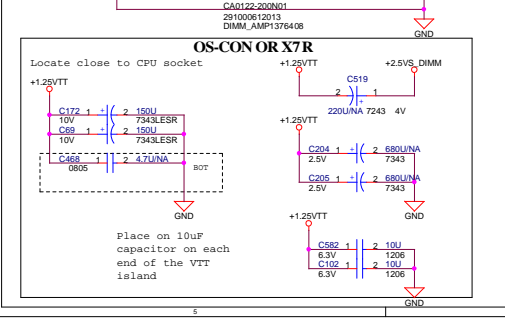 CA0122-200N01
291000612013
DIMM_AMP1376408
GND
OS-CON OR X7R
Locate close to CPU socket
+1.25VTT
C172 1 + 2 150U
10V 7343LESR
C69 1 + 2 150U
10V 7343LESR
C468 1 2 4.7U/NA
0805
BOT
GND
Place on 10uF
capacitor on each
end of the VTT
island
+1.25VTT +2.5VS_DIMM
C519
2 1
+
220U/NA 7243 4V
+1.25VTT
C204 1 + 2 680U/NA
2.5V 7343
C205 1 + 2 680U/NA
2.5V 7343
GND
+1.25VTT
C582 1 2 10U
6.3V 1206
C102 1 2 10U
6.3V 1206
GND
5